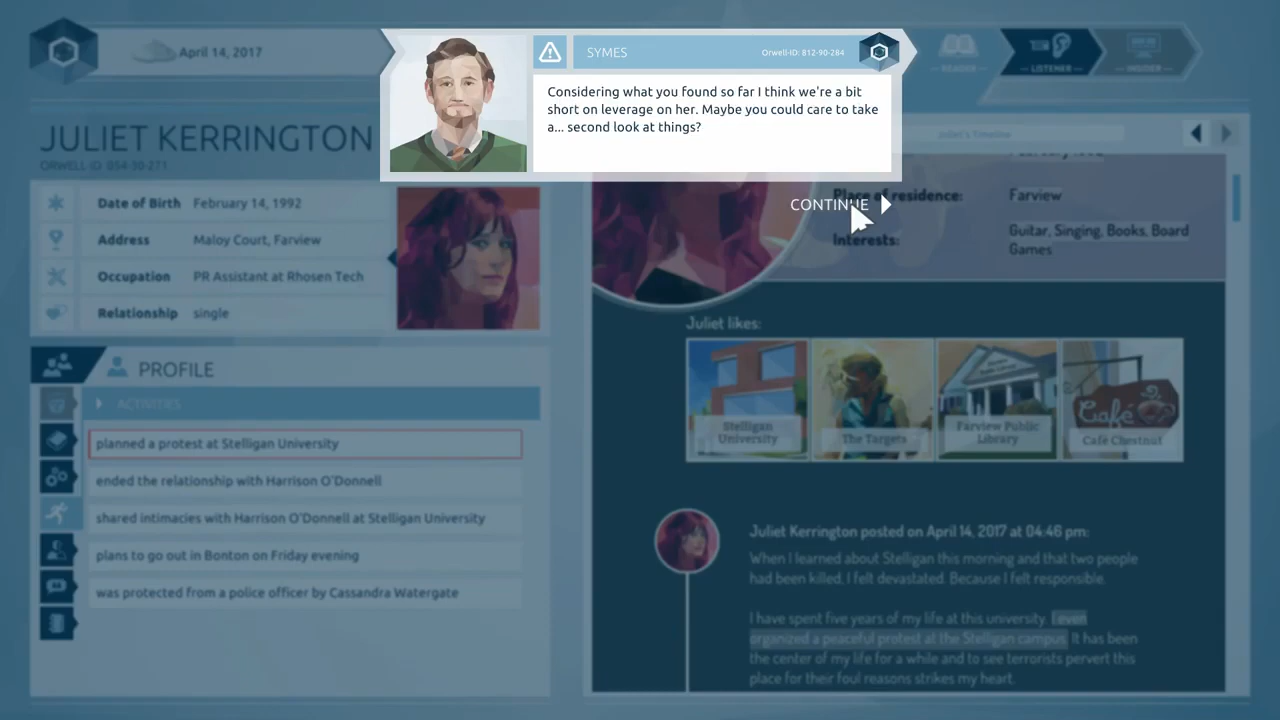 April 14, 2017
SYMES
Orwell-ID: 812-90-284
Considering what you found so far I think we're a bit
short on leverage on her. Maybe you could care to take
a... second look at things?
CONTINUE
READER
LISTENER
INSIDER
JULIET KERRINGTON
ORWELL ID: 854-30-271
Date of Birth February 14, 1992
Address Maloy Court, Farview
Occupation PR Assistant at Rhosen Tech
Relationship single
PROFILE
ACTIVITIES
planned a protest at Stelligan University
ended the relationship with Harrison O'Donnell
shared intimacies with Harrison O'Donnell at Stelligan University
plans to go out in Bonton on Friday evening
was protected from a police officer by Cassandra Watergate
Juliet's Timeline
Place of residence: Farview
Interests: Guitar, Singing, Books, Board
Games
Juliet likes:
Stelligan
University
The Targets
Farview Public
Library
Café
Cafe Chestnut
Juliet Kerrington posted on April 14, 2017 at 04:46 pm:
When I learned about Stelligan this morning and that two people
had been killed, I felt devastated. Because I felt responsible.
I have spent five years of my life at this university. I even
organized a peaceful protest at the Stelligan campus. It has been
the center of my life for a while and to see terrorists pervert this
place for their foul reasons strikes my heart.